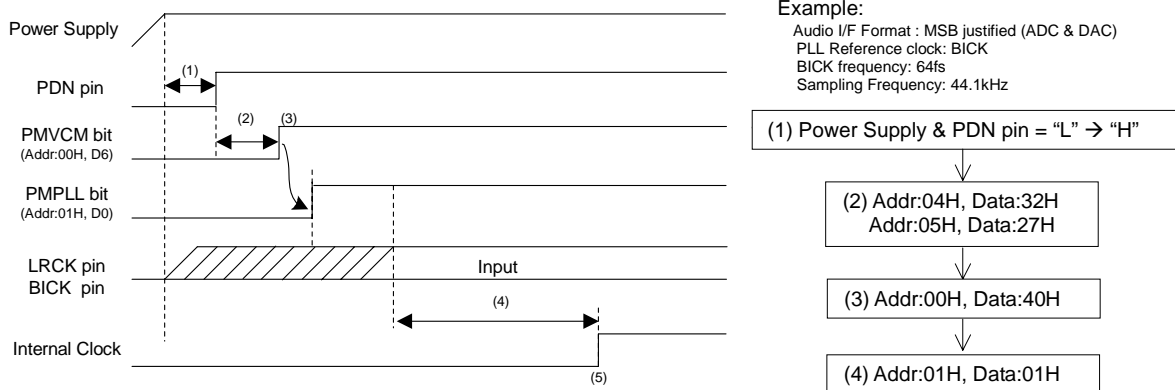 Power Supply
(1)
PDN pin
(2)
(3)
PMVCM bit
(Addr:00H, D6)
PMPLL bit
(Addr:01H, D0)
LRCK pin
BICK pin
Input
(4)
Internal Clock
(5)
Example:
Audio I/F Format : MSB justified (ADC & DAC)
PLL Reference clock: BICK
BICK frequency: 64fs
Sampling Frequency: 44.1kHz
(1) Power Supply & PDN pin = “L” → “H”
(2) Addr:04H, Data:32H
Addr:05H, Data:27H
(3) Addr:00H, Data:40H
(4) Addr:01H, Data:01H